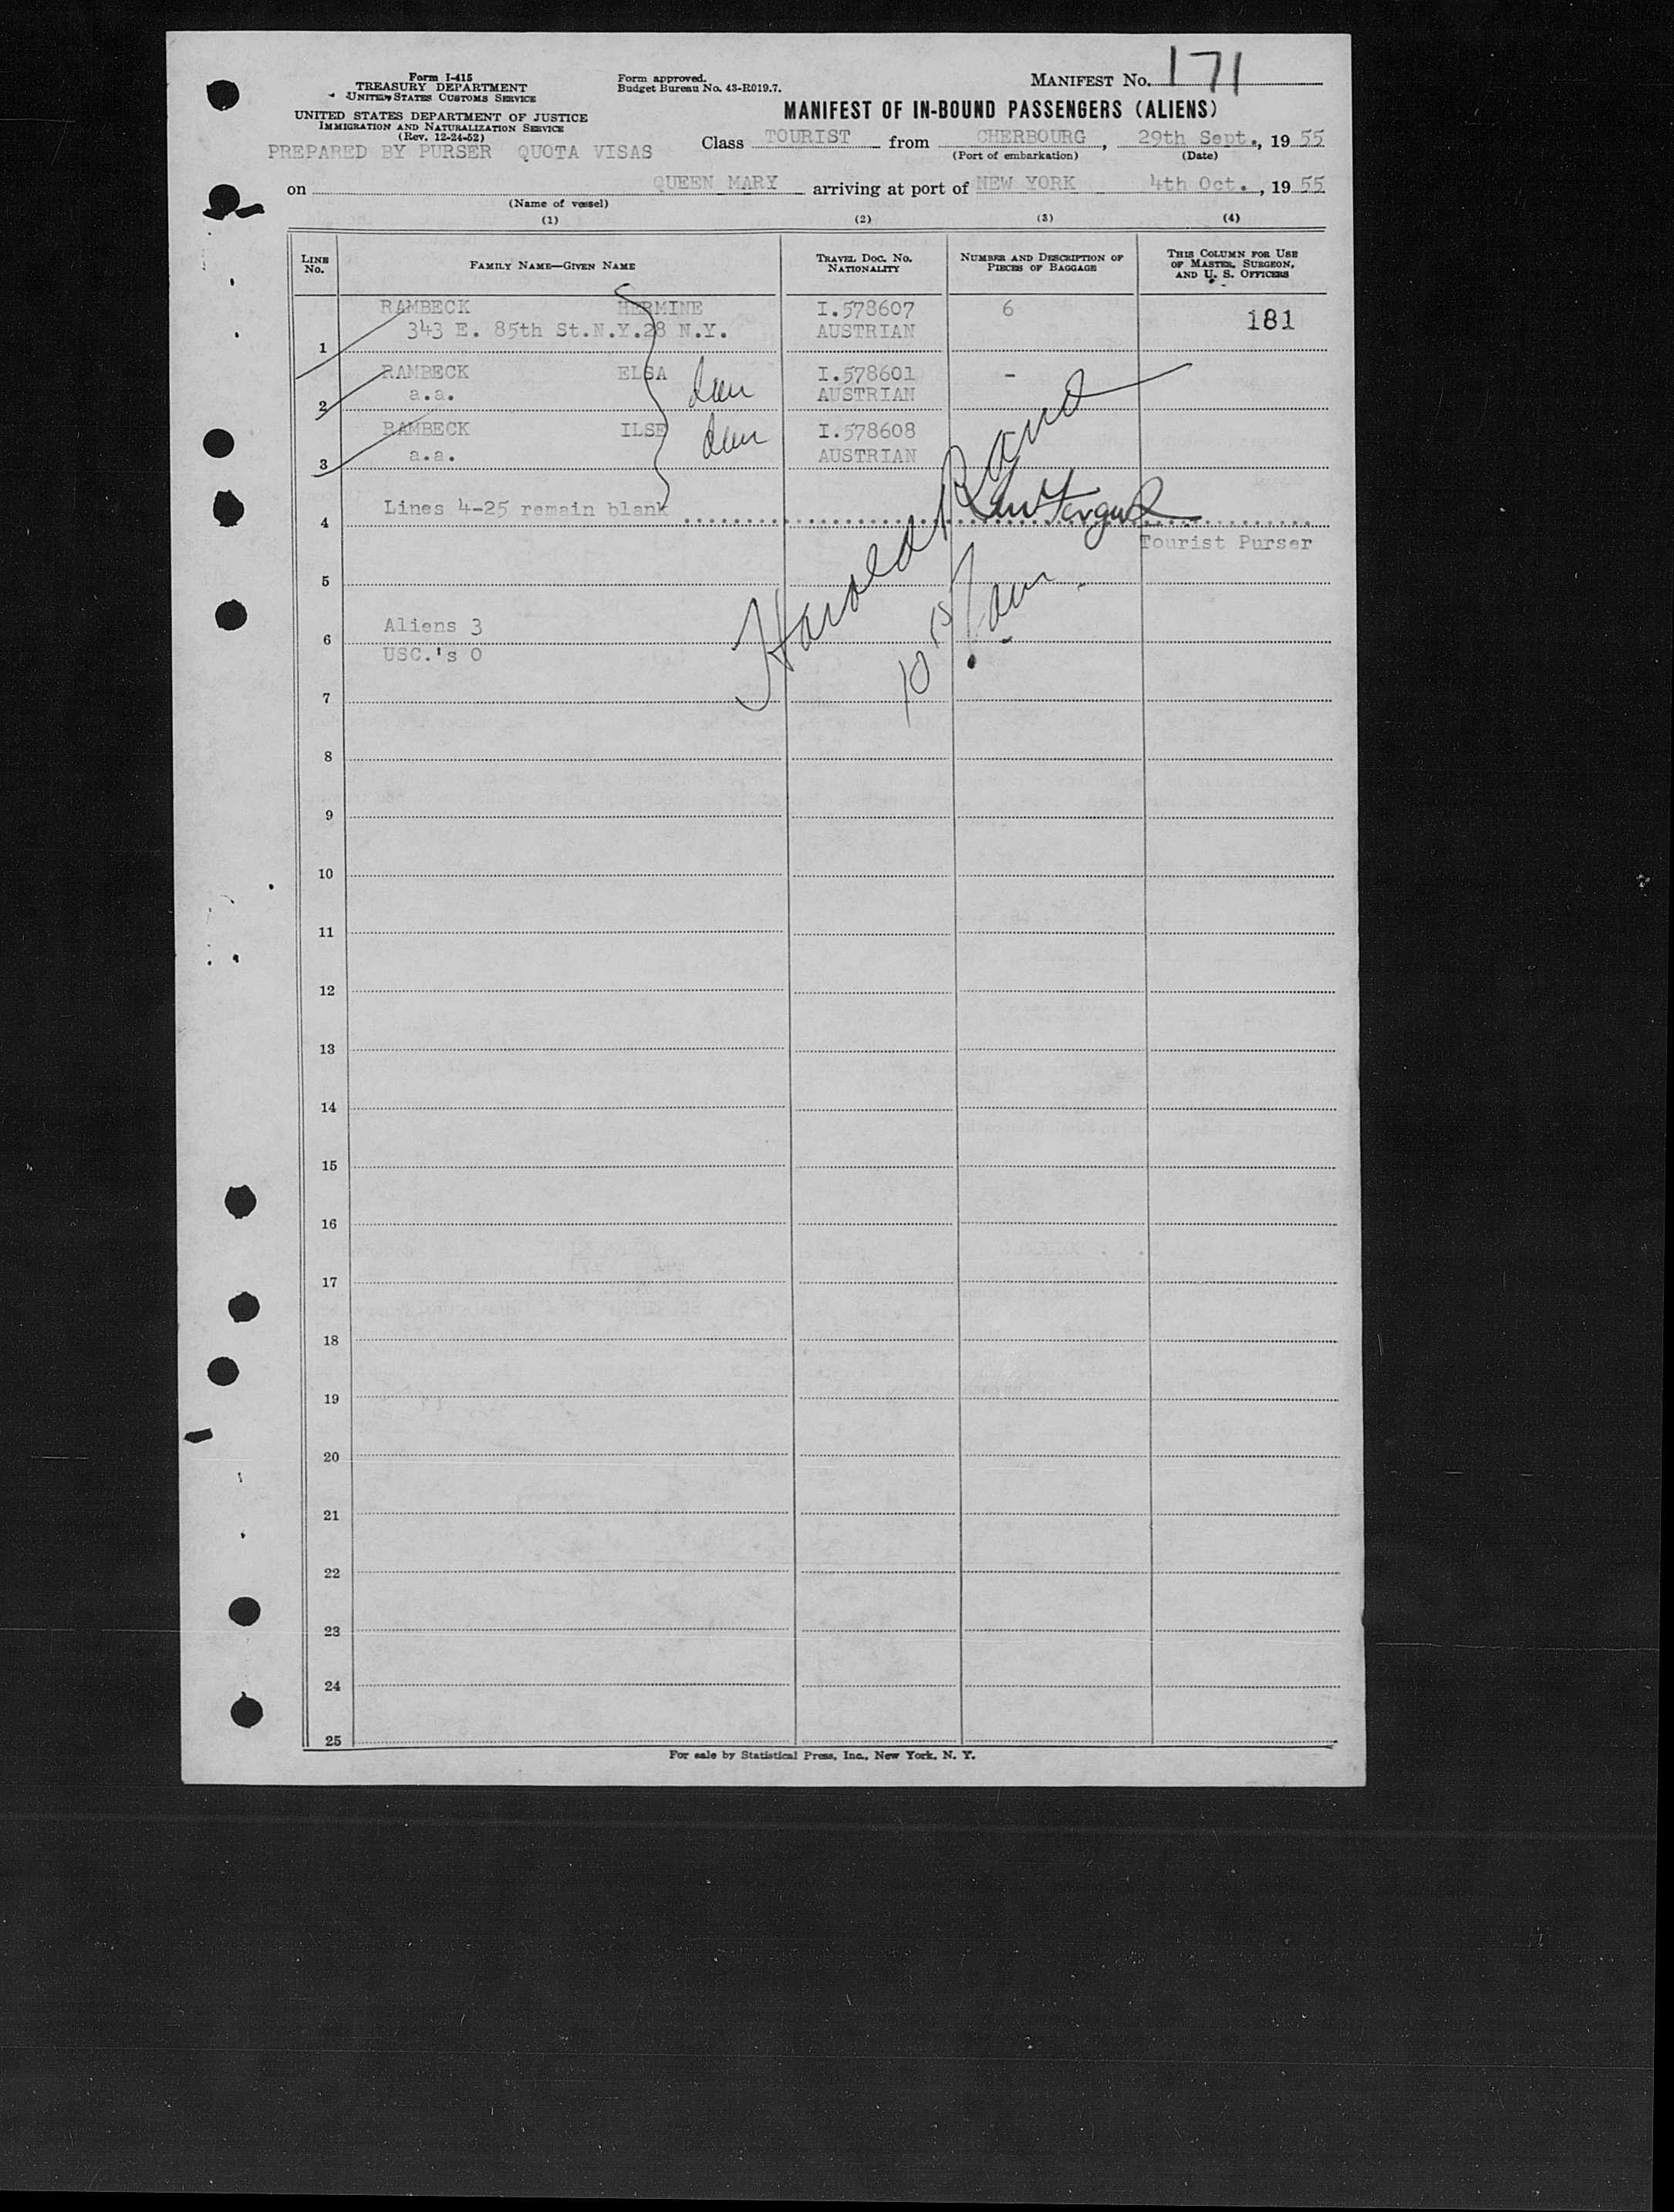 Form I-415
TREASURY DEPARTMENT
UNITED STATES CUSTOMS SERVICE
UNITED STATES DEPARTMENT OF JUSTICE
IMMIGRATION AND NATURALIZATION SERVICE
(Rev. 12-24-52)
PREPARED BY PURSER QUOTA VISAS
Form approved.
Budget Bureau No. 43-R019.7.
MANIFEST No. 171
MANIFEST OF IN-BOUND PASSENGERS (ALIENS)
Class TOURIST from CHERBOURG, 29th Sept., 19 55
(Port of embarkation) (Date)
on QUEEN MARY arriving at port of NEW YORK 4th Oct., 19 55
(Name of vessel)
(1) (2) (3) (4)
LINE No. FAMILY NAME—GIVEN NAME TRAVEL DOC. NO. NATIONALITY NUMBER AND DESCRIPTION OF PIECES OF BAGGAGE THIS COLUMN FOR USE OF MASTER, SURGEON, AND U. S. OFFICERS
RAMBECK HERMINE I.578607 6 181
343 E. 85th St.N.Y.28 N.Y. AUSTRIAN
1
RAMBECK ELSA I.578601 -
a.a. AUSTRIAN
2
RAMBECK ILSE I.578608
a.a. AUSTRIAN
3
Lines 4-25 remain blank
4
Tourist Purser
Harold Rand
5
Aliens 3
6
USC.'s 0
7
8
9
10
11
12
13
14
15
16
17
18
19
20
21
22
23
24
25
For sale by Statistical Press, Inc., New York, N. Y.